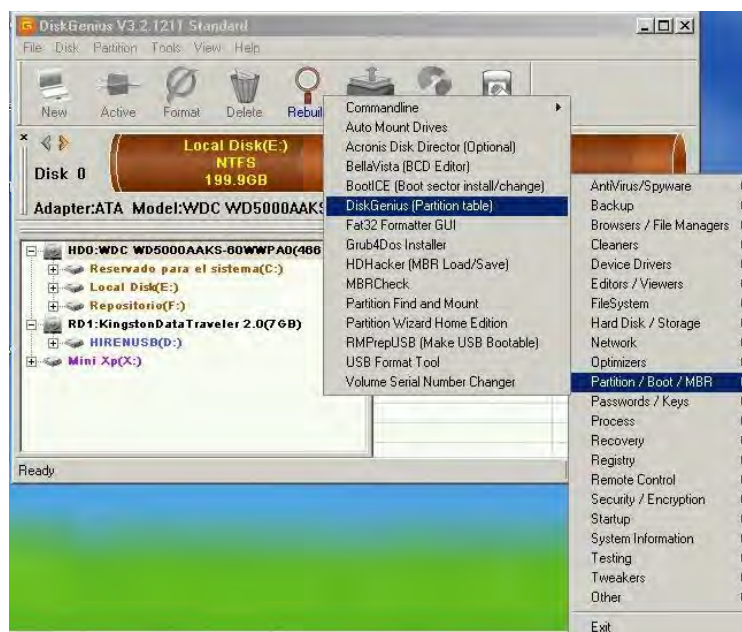 DiskGenius V3.2.1211 Standard
File Disk Partition Tools View Help
New Active Format Delete Rebuil
Disk 0
Local Disk(E:)
NTFS
199.9GB
Adapter:ATA Model:WDC WD5000AAKS
HD0:WDC WD5000AAKS-60WWPA0(466
Reservado para el sistema(C:)
Local Disk(E:)
Repositorio(F:)
RD1:KingstonDataTraveler 2.0(7GB)
HIRENUSB(D:)
Mini Xp(X:)
Ready
Commandline
Auto Mount Drives
Acronis Disk Director (Optional)
BellaVista (BCD Editor)
BootICE (Boot sector install/change)
DiskGenius (Partition table)
Fat32 Formatter GUI
Grub4Dos Installer
HDHacker (MBR Load/Save)
MBRCheck
Partition Find and Mount
Partition Wizard Home Edition
RMPrepUSB (Make USB Bootable)
USB Format Tool
Volume Serial Number Changer
AntiVirus/Spyware
Backup
Browsers / File Managers
Cleaners
Device Drivers
Editors / Viewers
FileSystem
Hard Disk / Storage
Network
Optimizers
Partition / Boot / MBR
Passwords / Keys
Process
Recovery
Registry
Remote Control
Security / Encryption
Startup
System Information
Testing
Tweakers
Other
Exit